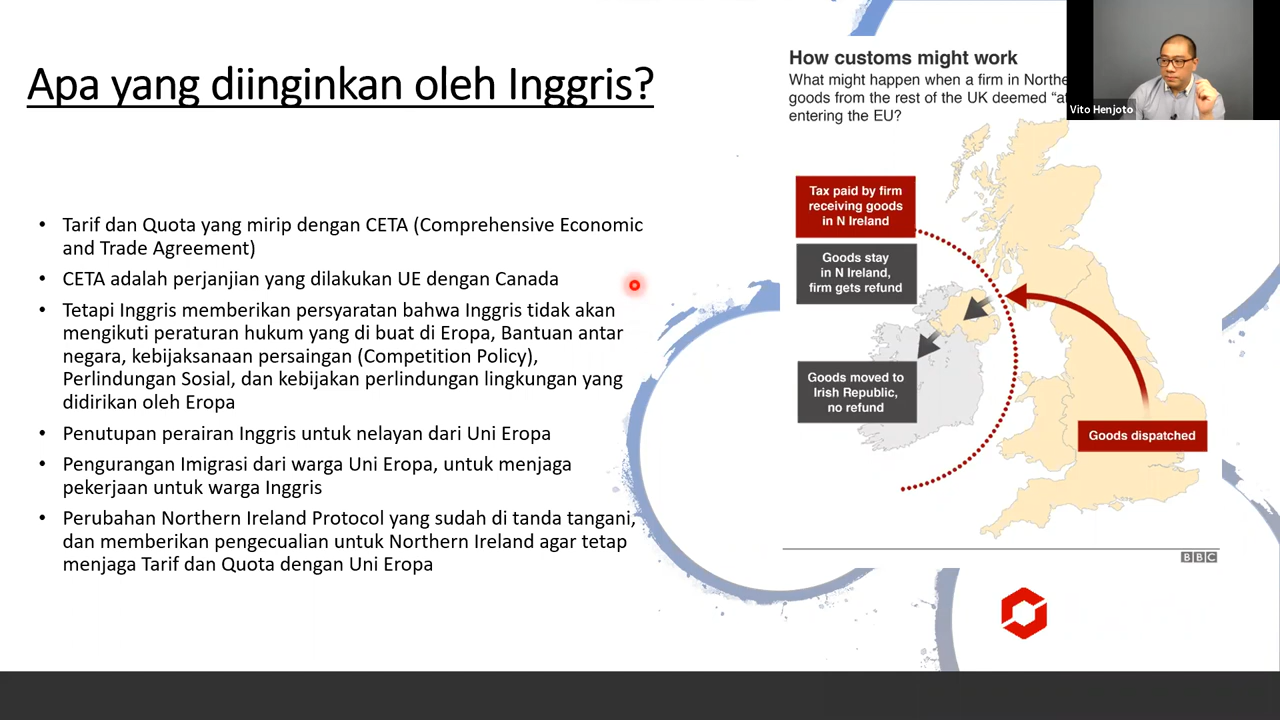 Apa yang diinginkan oleh Inggris?
• Tarif dan Quota yang mirip dengan CETA (Comprehensive Economic
and Trade Agreement)
• CETA adalah perjanjian yang dilakukan UE dengan Canada
• Tetapi Inggris memberikan persyaratan bahwa Inggris tidak akan
mengikuti peraturan hukum yang di buat di Eropa, Bantuan antar
negara, kebijaksanaan persaingan (Competition Policy),
Perlindungan Sosial, dan kebijakan perlindungan lingkungan yang
didirikan oleh Eropa
• Penutupan perairan Inggris untuk nelayan dari Uni Eropa
• Pengurangan Imigrasi dari warga Uni Eropa, untuk menjaga
pekerjaan untuk warga Inggris
• Perubahan Northern Ireland Protocol yang sudah di tanda tangani,
dan memberikan pengecualian untuk Northern Ireland agar tetap
menjaga Tarif dan Quota dengan Uni Eropa
How customs might work
What might happen when a firm in Northe
goods from the rest of the UK deemed “a
entering the EU?
Vito Henjoto
Tax paid by firm
receiving goods
in N Ireland
Goods stay
in N Ireland,
firm gets refund
Goods moved to
Irish Republic,
no refund
Goods dispatched
BBC